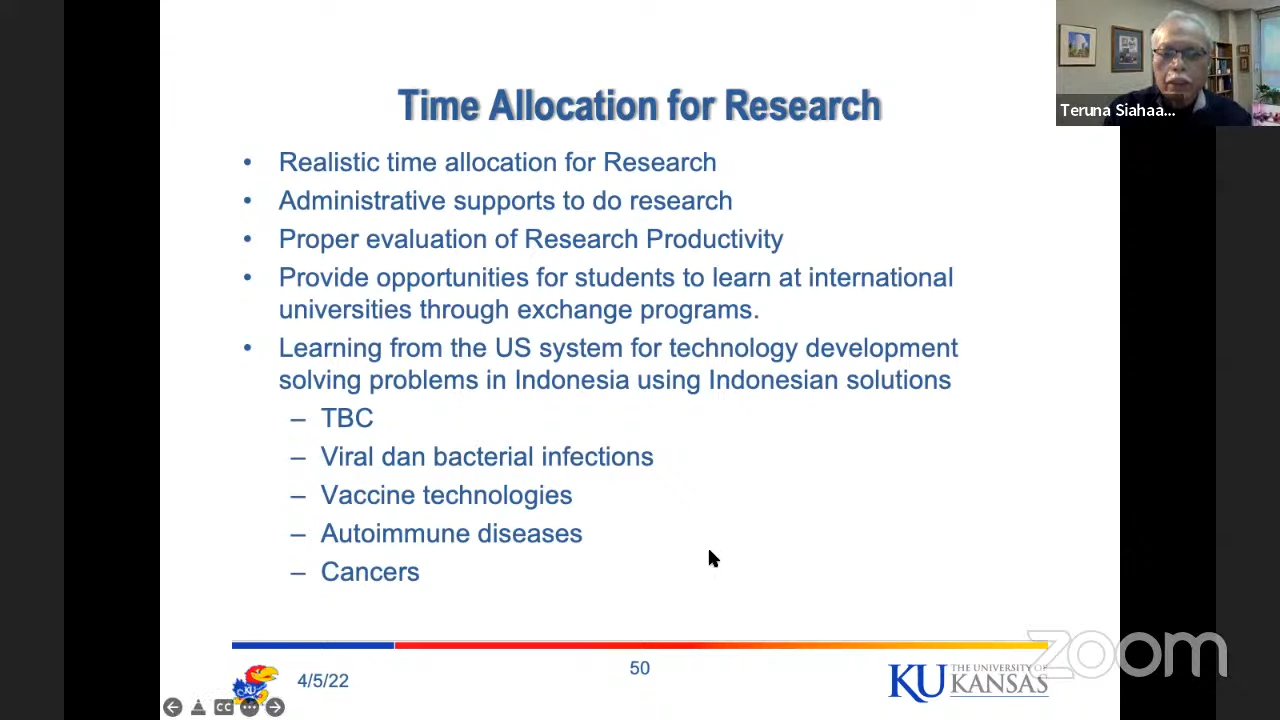 Time Allocation for Research
Teruna Siahaa...
• Realistic time allocation for Research
• Administrative supports to do research
• Proper evaluation of Research Productivity
• Provide opportunities for students to learn at international
universities through exchange programs.
• Learning from the US system for technology development
solving problems in Indonesia using Indonesian solutions
– TBC
– Viral dan bacterial infections
– Vaccine technologies
– Autoimmune diseases
– Cancers
zoom
KU
4/5/22
50
KU THE UNIVERSITY OF
KANSAS
CC